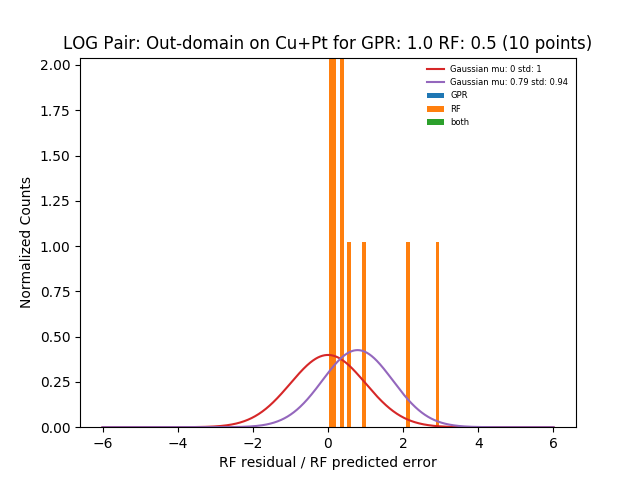 LOG Pair: Out-domain on Cu+Pt for GPR: 1.0 RF: 0.5 (10 points)
Gaussian mu: 0 std: 1
Gaussian mu: 0.79 std: 0.94
GPR
RF
both
Normalized Counts
2.00
1.75
1.50
1.25
1.00
0.75
0.50
0.25
0.00
−6 −4 −2 0 2 4 6
RF residual / RF predicted error